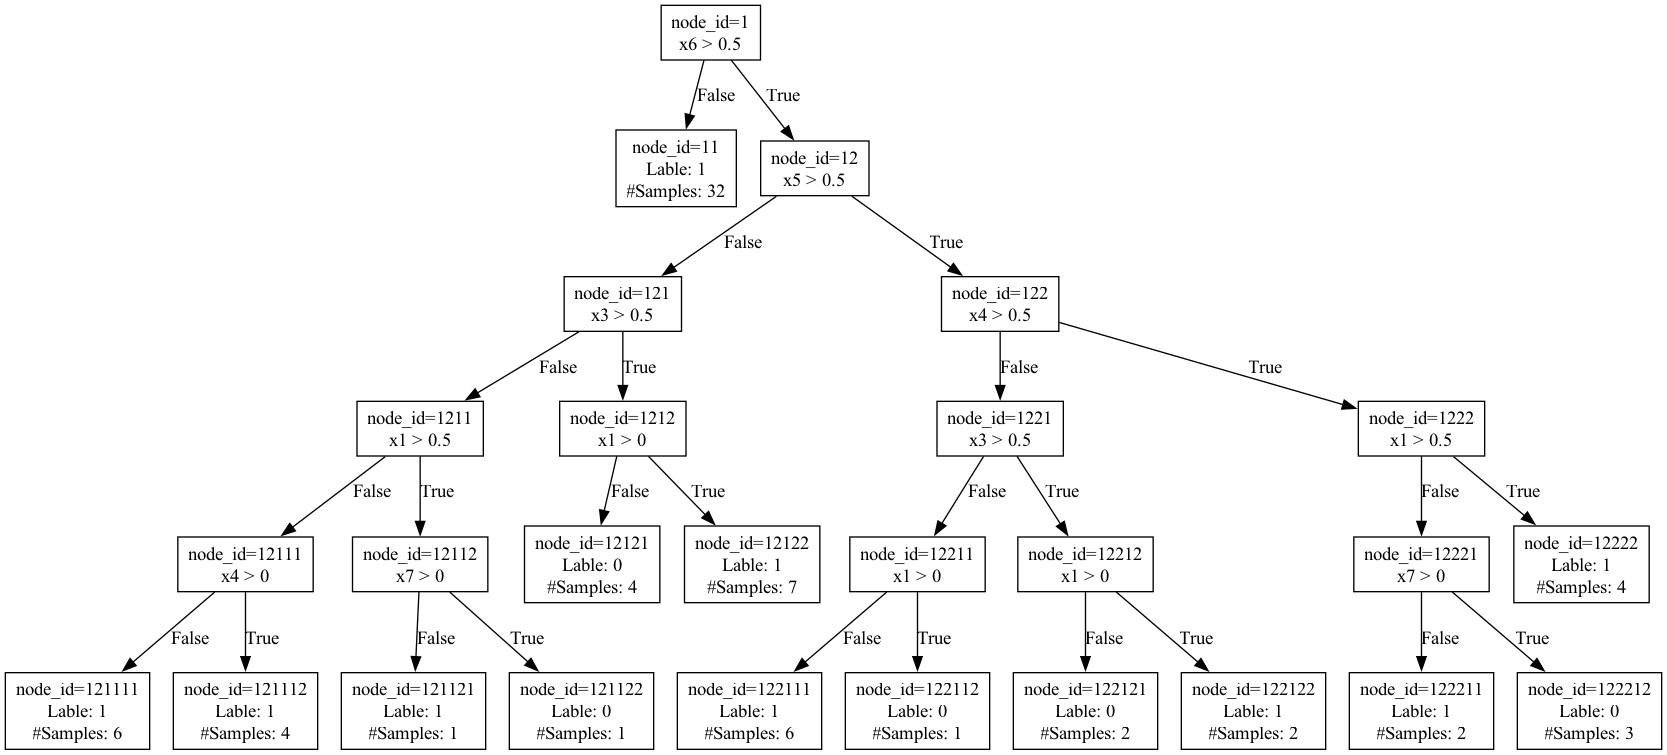 node_id=1
x6 > 0.5
False
True
node_id=11
Lable: 1
#Samples: 32
node_id=12
x5 > 0.5
False
True
node_id=121
x3 > 0.5
node_id=122
x4 > 0.5
False
True
False
True
node_id=1211
x1 > 0.5
node_id=1212
x1 > 0
node_id=1221
x3 > 0.5
node_id=1222
x1 > 0.5
False
True
False
True
False
True
False
True
node_id=12111
x4 > 0
node_id=12112
x7 > 0
node_id=12121
Lable: 0
#Samples: 4
node_id=12122
Lable: 1
#Samples: 7
node_id=12211
x1 > 0
node_id=12212
x1 > 0
node_id=12221
x7 > 0
node_id=12222
Lable: 1
#Samples: 4
False
True
False
True
False
True
False
True
False
True
node_id=121111
Lable: 1
#Samples: 6
node_id=121112
Lable: 1
#Samples: 4
node_id=121121
Lable: 1
#Samples: 1
node_id=121122
Lable: 0
#Samples: 1
node_id=122111
Lable: 1
#Samples: 6
node_id=122112
Lable: 0
#Samples: 1
node_id=122121
Lable: 0
#Samples: 2
node_id=122122
Lable: 1
#Samples: 2
node_id=122211
Lable: 1
#Samples: 2
node_id=122212
Lable: 0
#Samples: 3